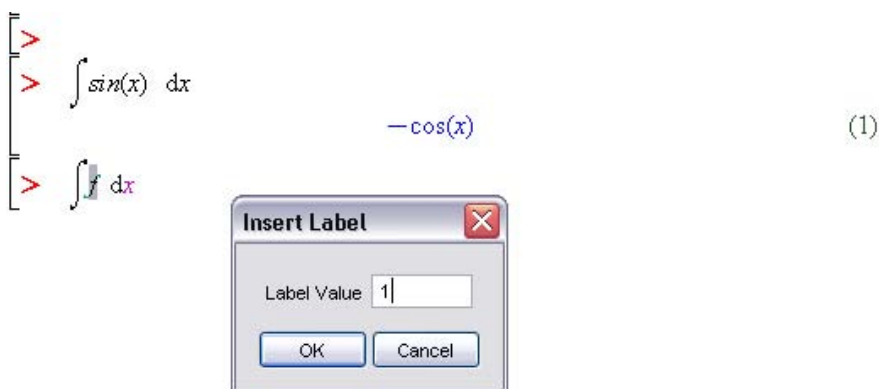 >
> ∫ sin(x) dx
−cos(x) (1)
> ∫ f dx
Insert Label
Label Value 1
OK Cancel